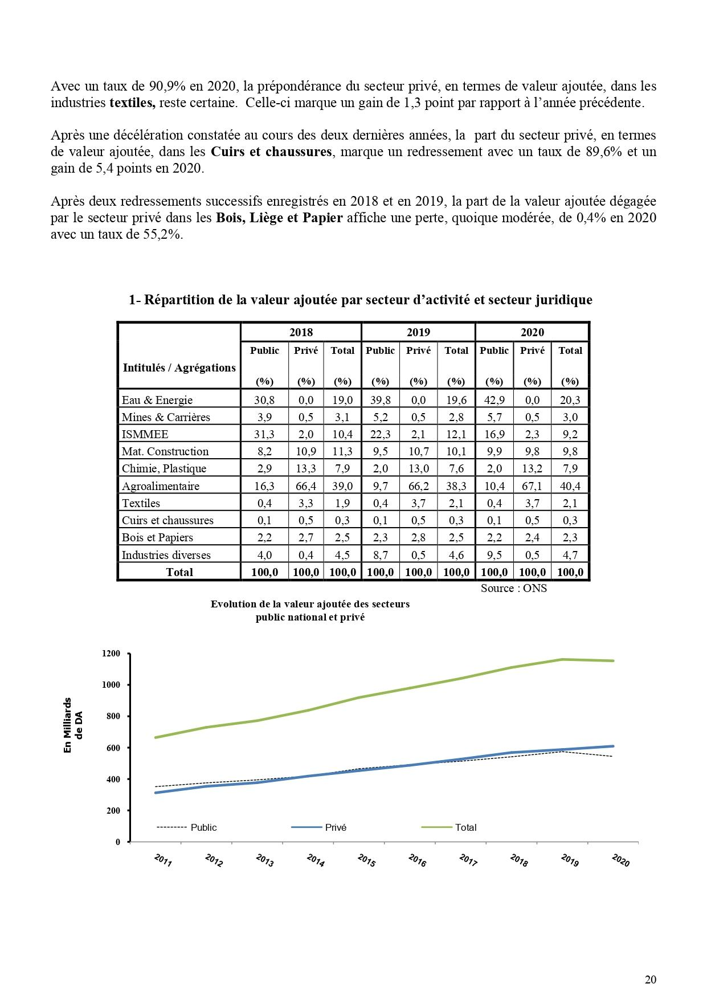 Avec un taux de 90,9% en 2020, la prépondérance du secteur privé, en termes de valeur ajoutée, dans les
industries textiles, reste certaine. Celle-ci marque un gain de 1,3 point par rapport à l’année précédente.
Après une décélération constatée au cours des deux dernières années, la part du secteur privé, en termes
de valeur ajoutée, dans les Cuirs et chaussures, marque un redressement avec un taux de 89,6% et un
gain de 5,4 points en 2020.
Après deux redressements successifs enregistrés en 2018 et en 2019, la part de la valeur ajoutée dégagée
par le secteur privé dans les Bois, Liège et Papier affiche une perte, quoique modérée, de 0,4% en 2020
avec un taux de 55,2%.
1- Répartition de la valeur ajoutée par secteur d’activité et secteur juridique
2018 2019 2020
Public Privé Total Public Privé Total Public Privé Total
Intitulés / Agrégations
(%) (%) (%) (%) (%) (%) (%) (%) (%)
Eau & Energie 30,8 0,0 19,0 39,8 0,0 19,6 42,9 0,0 20,3
Mines & Carrières 3,9 0,5 3,1 5,2 0,5 2,8 5,7 0,5 3,0
ISMMEE 31,3 2,0 10,4 22,3 2,1 12,1 16,9 2,3 9,2
Mat. Construction 8,2 10,9 11,3 9,5 10,7 10,1 9,9 9,8 9,8
Chimie, Plastique 2,9 13,3 7,9 2,0 13,0 7,6 2,0 13,2 7,9
Agroalimentaire 16,3 66,4 39,0 9,7 66,2 38,3 10,4 67,1 40,4
Textiles 0,4 3,3 1,9 0,4 3,7 2,1 0,4 3,7 2,1
Cuirs et chaussures 0,1 0,5 0,3 0,1 0,5 0,3 0,1 0,5 0,3
Bois et Papiers 2,2 2,7 2,5 2,3 2,8 2,5 2,2 2,4 2,3
Industries diverses 4,0 0,4 4,5 8,7 0,5 4,6 9,5 0,5 4,7
Total 100,0 100,0 100,0 100,0 100,0 100,0 100,0 100,0 100,0
Source : ONS
Evolution de la valeur ajoutée des secteurs
public national et privé
En Milliards
de DA
1200
1000
800
600
400
200
0
Public Privé Total
2011 2012 2013 2014 2015 2016 2017 2018 2019 2020
20